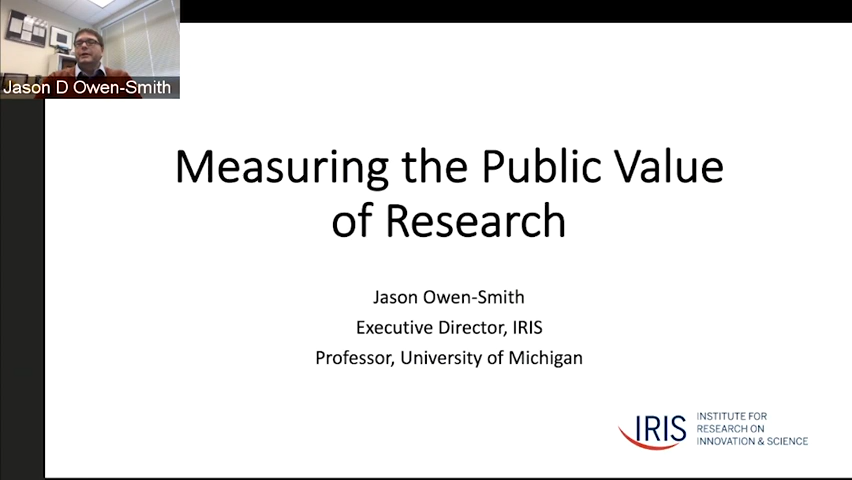 Jason D Owen-Smith
Measuring the Public Value
of Research
Jason Owen-Smith
Executive Director, IRIS
Professor, University of Michigan
IRIS
INSTITUTE FOR
RESEARCH ON
INNOVATION & SCIENCE